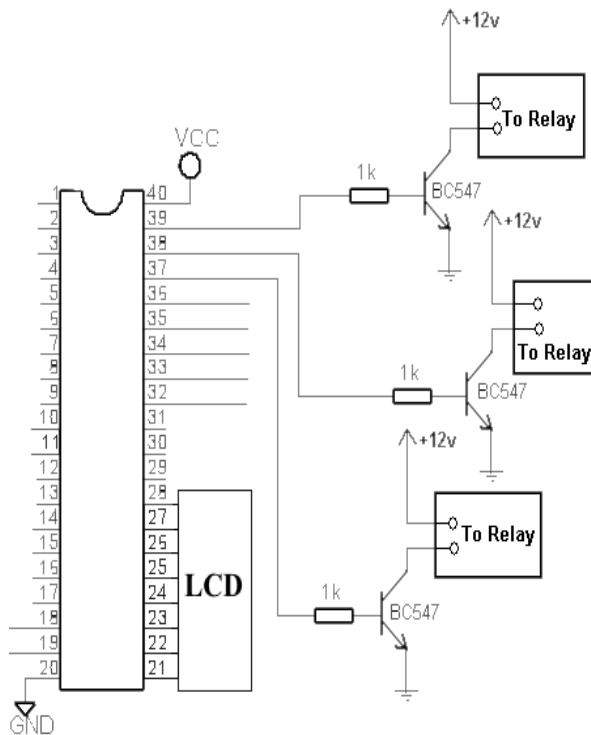 +12v
To Relay
VCC
1k
BC547
1 40
2 39
3 38
4 37
5 36
6 35
7 34
8 33
9 32
10 31
11 30
12 29
13 28
14 27
15 26
16 25
17 24
18 23
19 22
20 21
+12v
To Relay
1k
BC547
+12v
To Relay
LCD
1k
BC547
GND